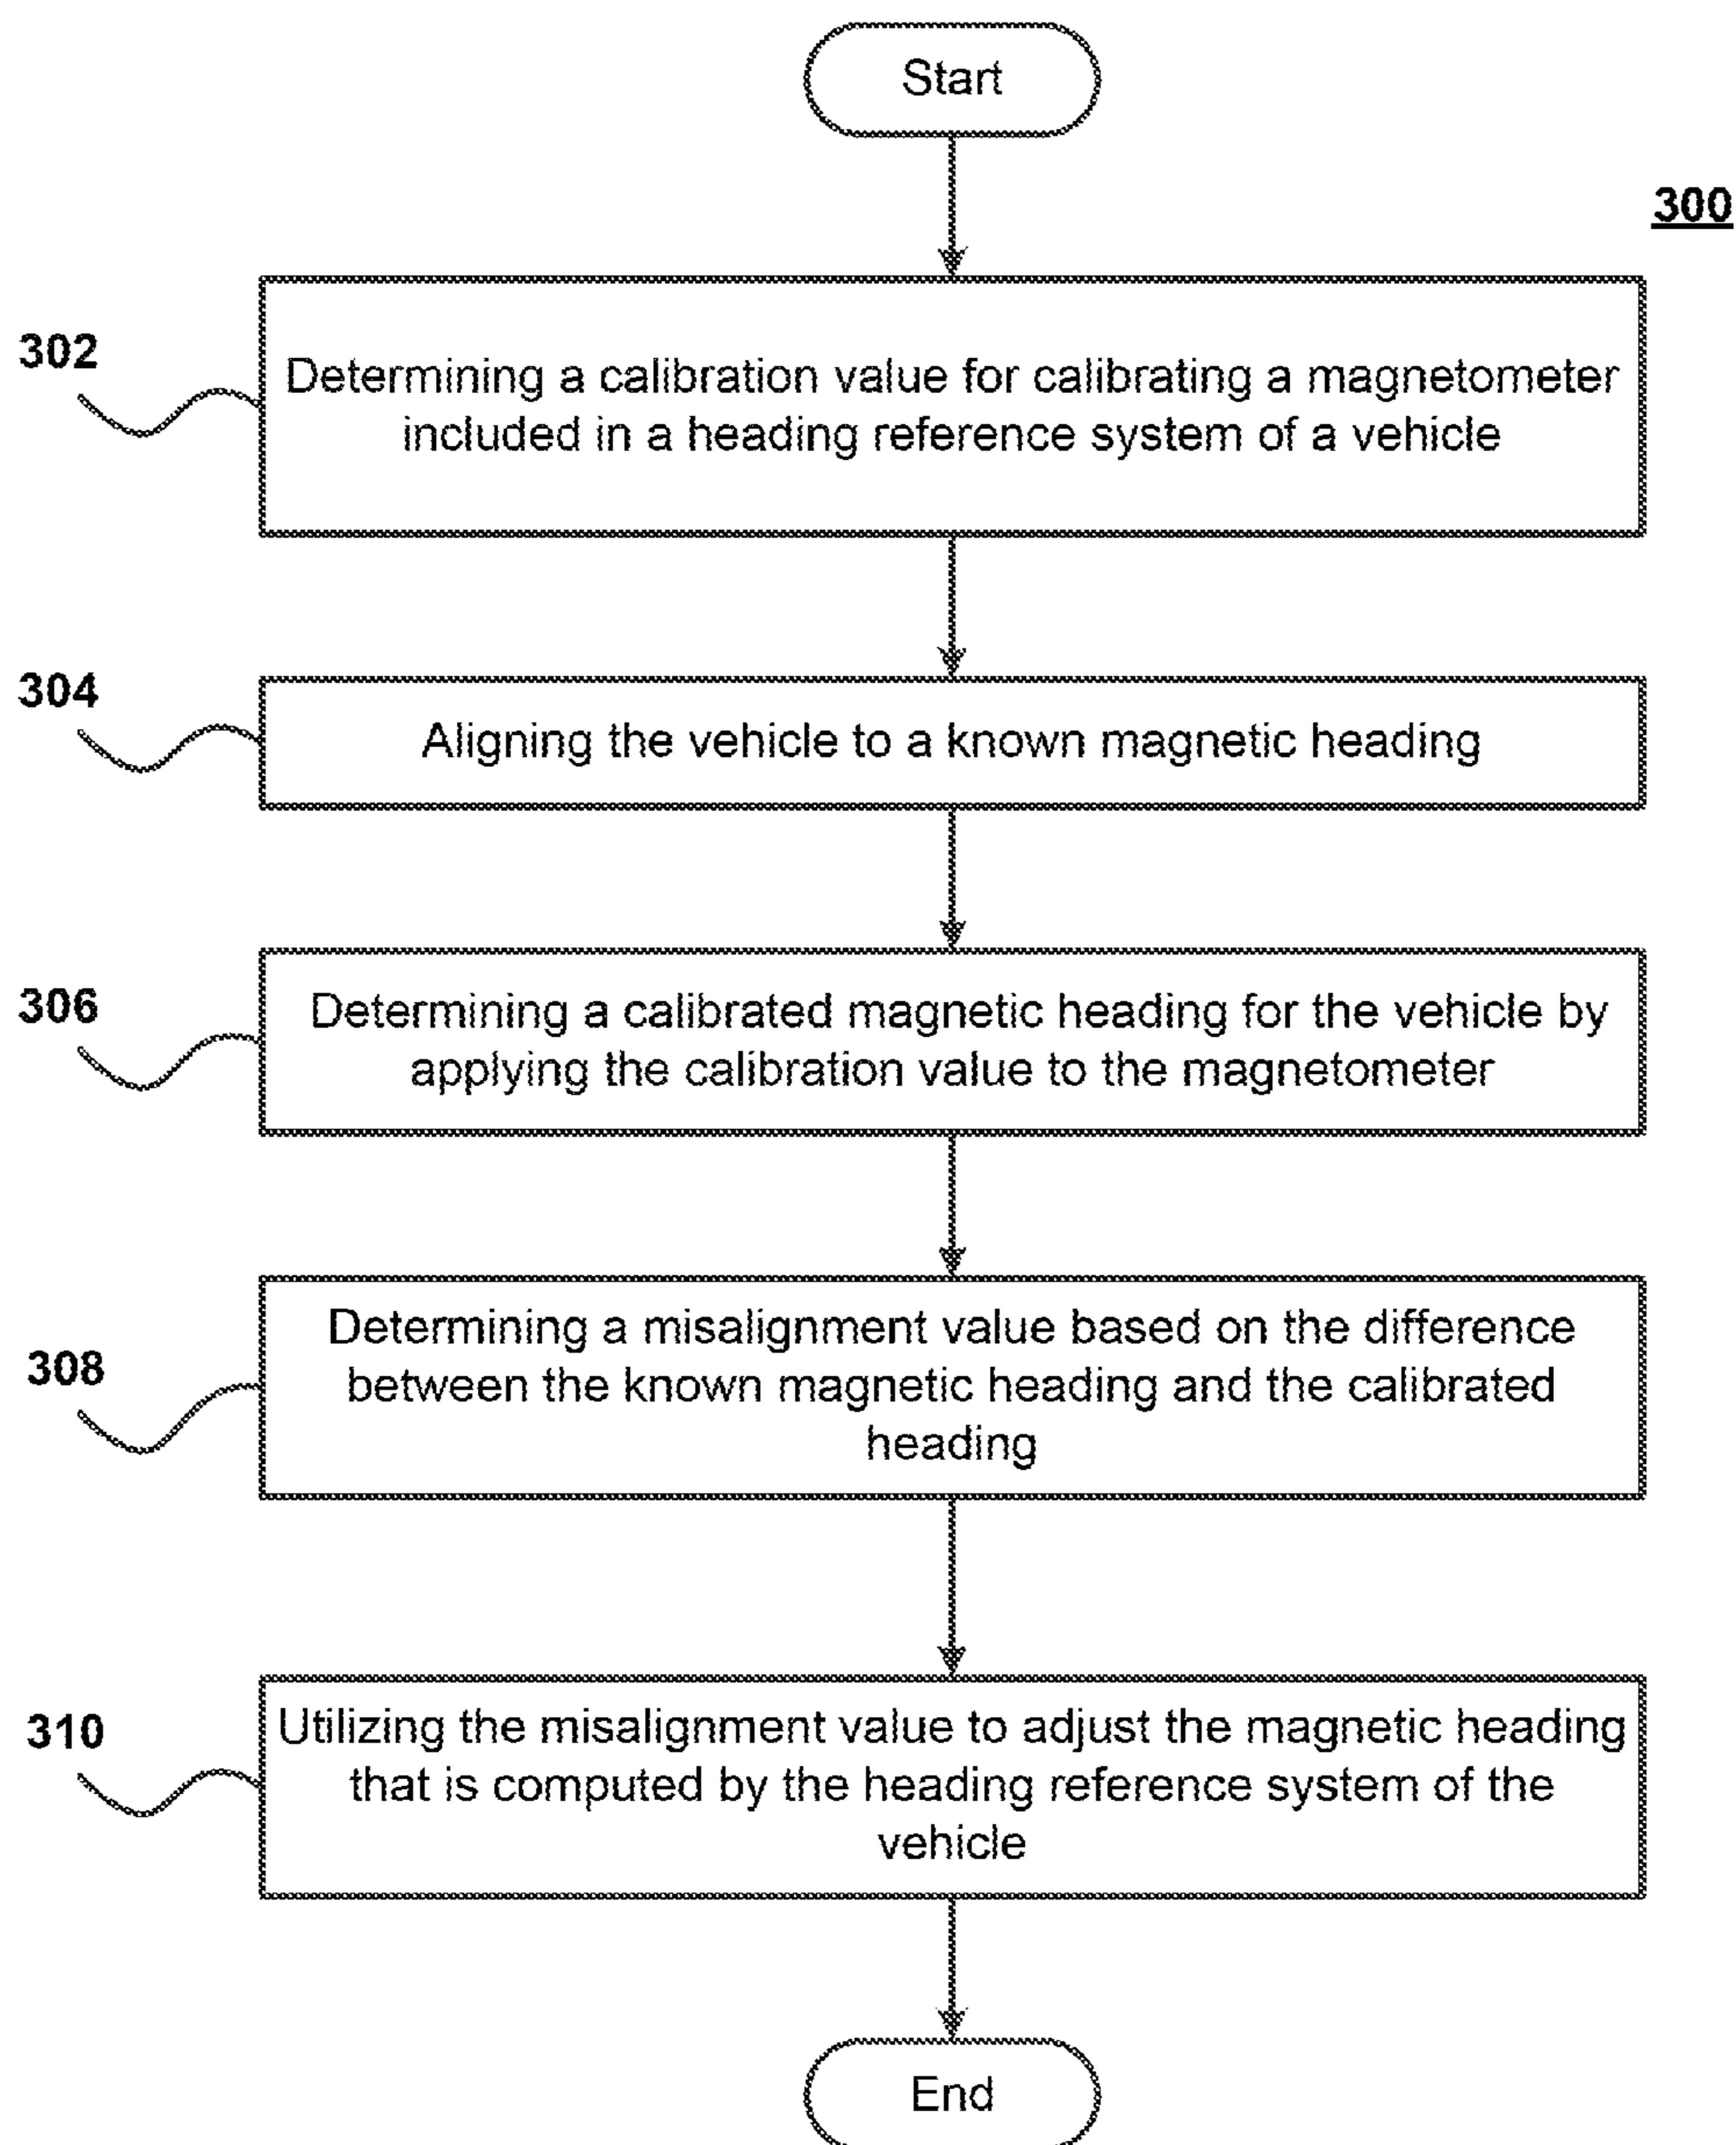 Start
300
302
Determining a calibration value for calibrating a magnetometer
included in a heading reference system of a vehicle
304
Aligning the vehicle to a known magnetic heading
306
Determining a calibrated magnetic heading for the vehicle by
applying the calibration value to the magnetometer
308
Determining a misalignment value based on the difference
between the known magnetic heading and the calibrated
heading
310
Utilizing the misalignment value to adjust the magnetic heading
that is computed by the heading reference system of the
vehicle
End